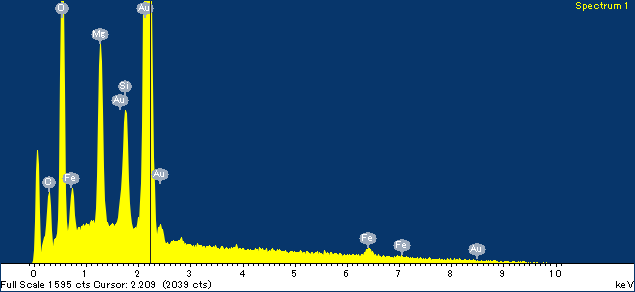 Spectrum 1
O
Au
Mg
Si
Au
Au
O
Fe
Fe
Fe
Au
0 1 2 3 4 5 6 7 8 9 10
Full Scale 1595 cts Cursor: 2.209 (2039 cts) keV